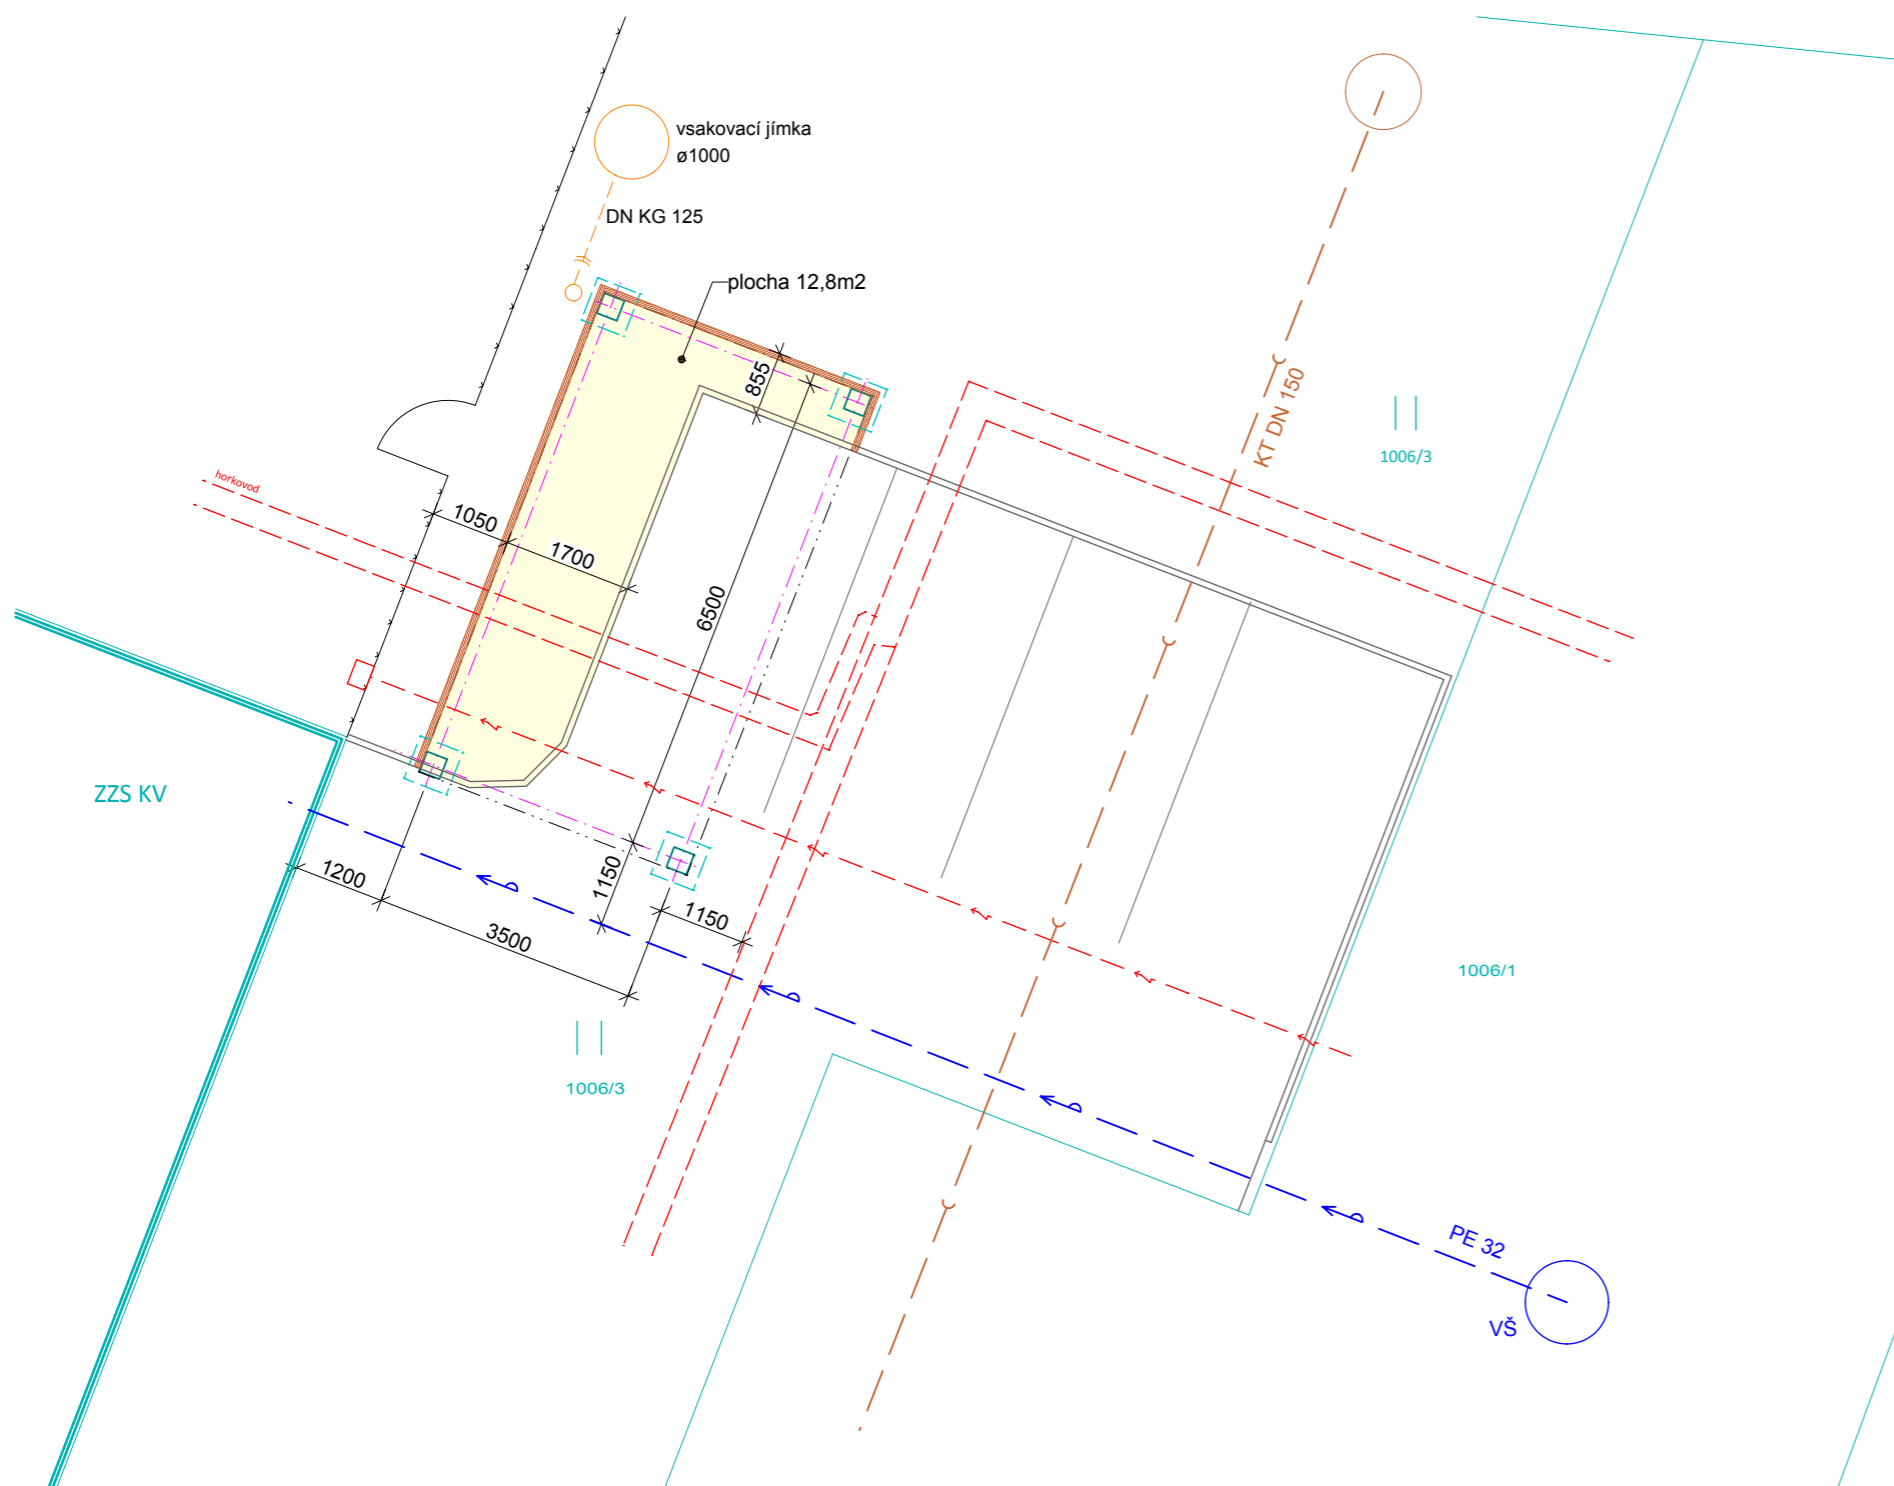 vsakovací jímka
ø1000
DN KG 125
plocha 12,8m2
855
KT DN 150
1006/3
horkovod
1050
1700
6500
ZZS KV
1200
1150
1150
3500
1006/1
1006/3
PE 32
VŠ